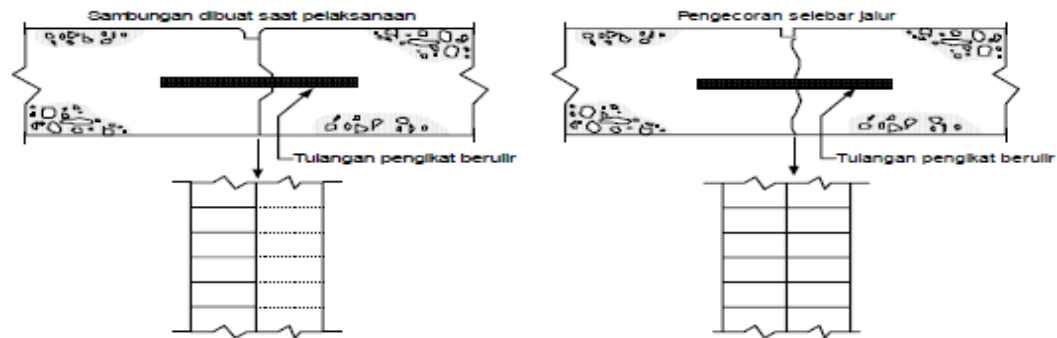 Sambungan dibuat saat pelaksanaan
Pengecoran selebar jalur
Tulangan pengikat berulir
Tulangan pengikat berulir